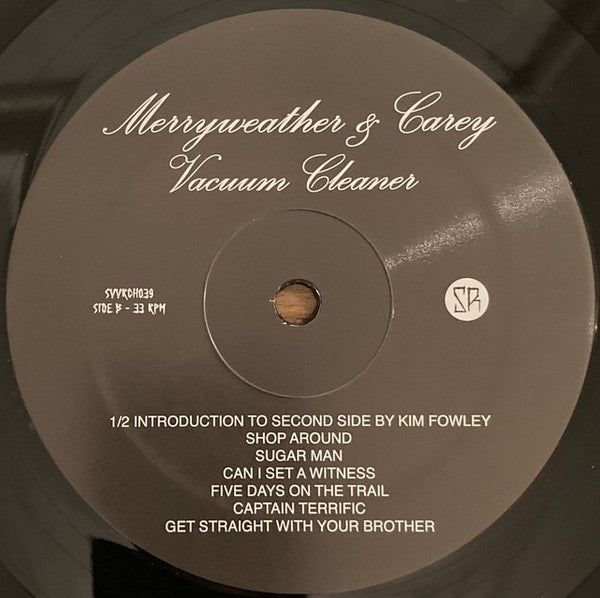 Merryweather & Carey
Vacuum Cleaner
SVVRCH039
SIDE B - 33 RPM
SR
1/2 INTRODUCTION TO SECOND SIDE BY KIM FOWLEY
SHOP AROUND
SUGAR MAN
CAN I SET A WITNESS
FIVE DAYS ON THE TRAIL
CAPTAIN TERRIFIC
GET STRAIGHT WITH YOUR BROTHER